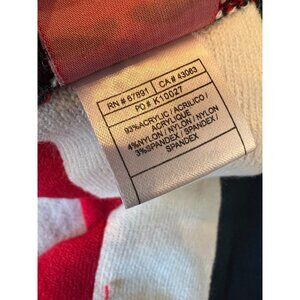 RN # 67891 CA # 43063
PO # K10027
93%ACRYLIC / ACRILICO /
ACRYLIQUE
4%NYLON / NYLON / NYLON
3%SPANDEX / SPANDEX /
SPANDEX